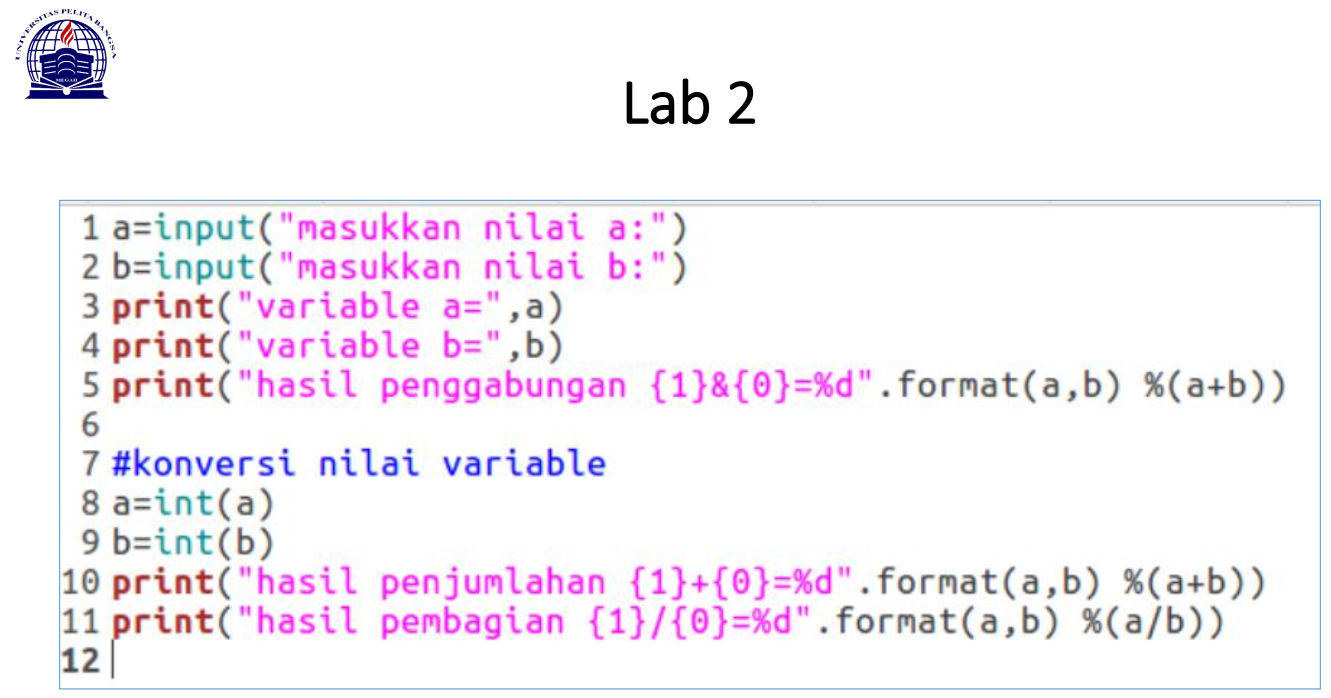 UNIVERSITAS PELITA BANGSA
MEGAH
Lab 2
1 a=input("masukkan nilai a:")
2 b=input("masukkan nilai b:")
3 print("variable a=",a)
4 print("variable b=",b)
5 print("hasil penggabungan {1}&{0}=%d".format(a,b) %(a+b))
6
7 #konversi nilai variable
8 a=int(a)
9 b=int(b)
10 print("hasil penjumlahan {1}+{0}=%d".format(a,b) %(a+b))
11 print("hasil pembagian {1}/{0}=%d".format(a,b) %(a/b))
12